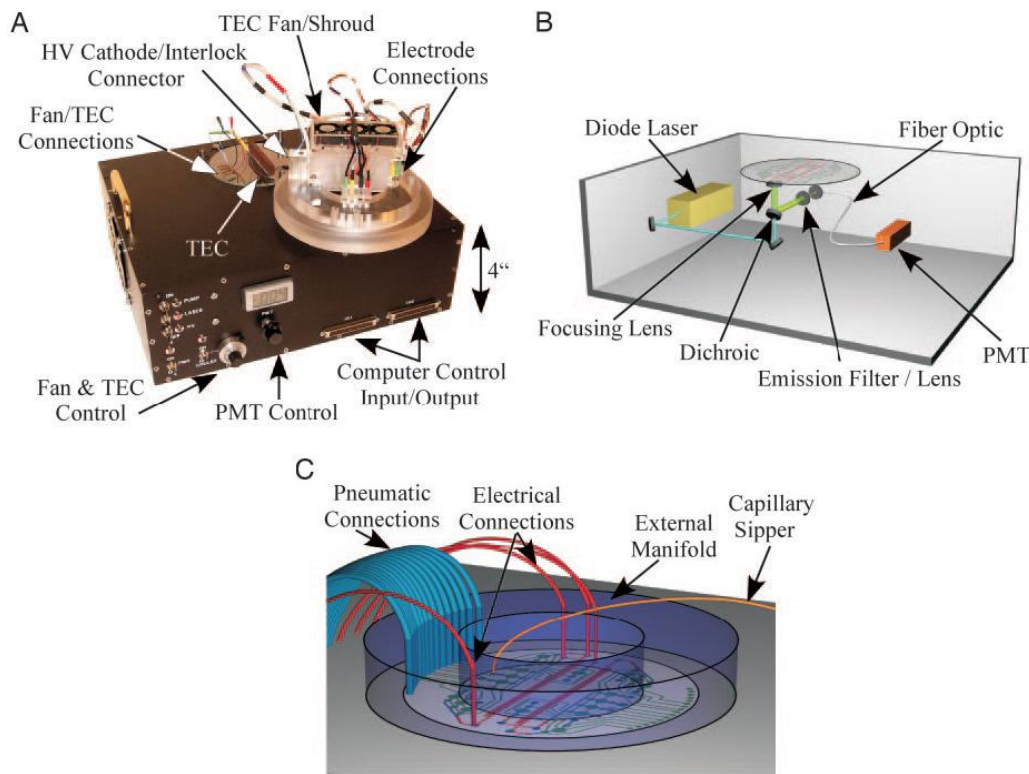 A
TEC Fan/Shroud
HV Cathode/Interlock
Connector
Electrode
Connections
Fan/TEC
Connections
TEC
4“
Fan & TEC
Control
PMT Control
Computer Control
Input/Output
B
Diode Laser
Fiber Optic
Focusing Lens
Dichroic
Emission Filter / Lens
PMT
C
Pneumatic
Connections
Electrical
Connections
External
Manifold
Capillary
Sipper